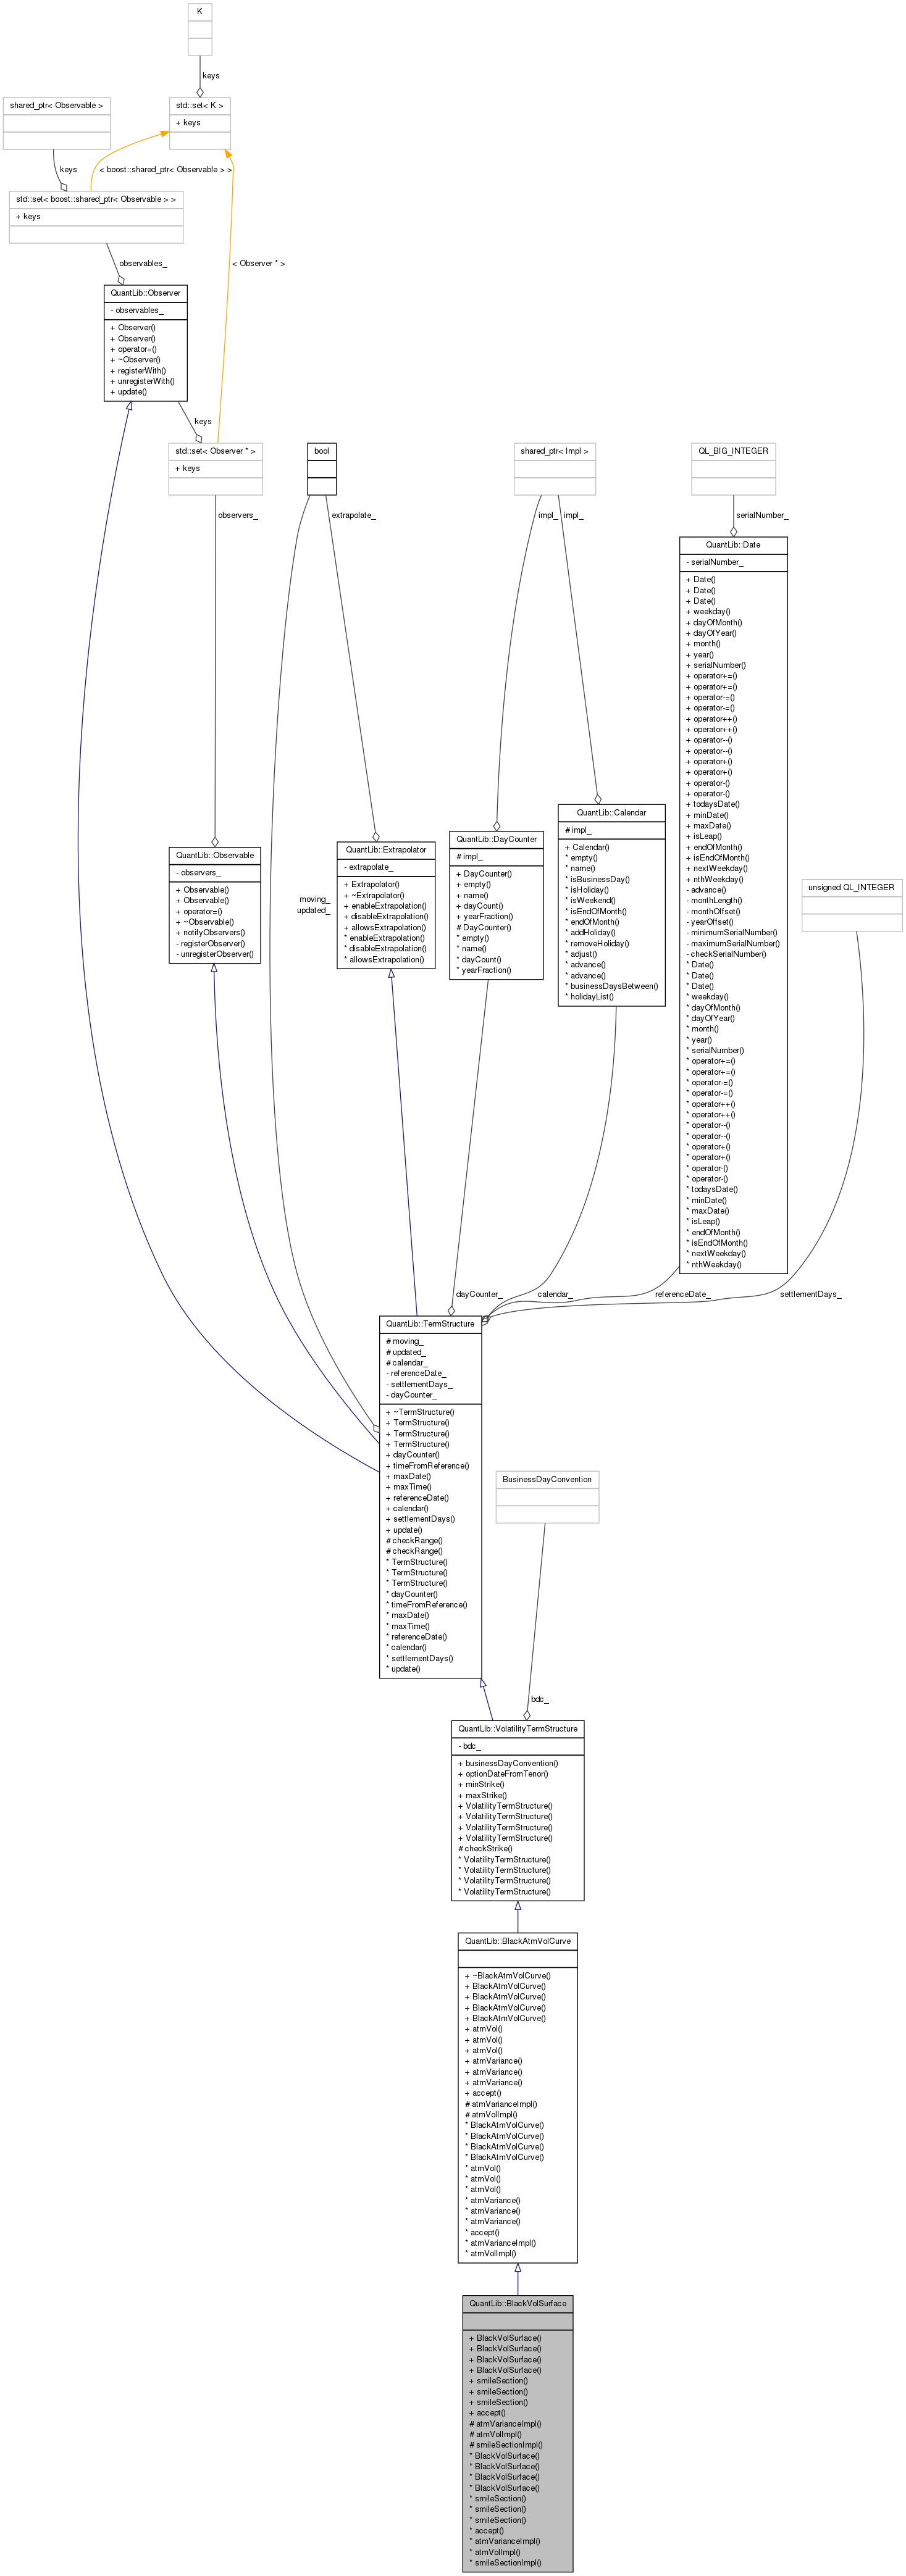 K
keys
shared_ptr< Observable >
std::set< K >
+ keys
keys
< boost::shared_ptr< Observable > >
std::set< boost::shared_ptr< Observable > >
+ keys
observables_
< Observer * >
QuantLib::Observer
- observables_
+ Observer()
+ Observer()
+ operator=()
+ ~Observer()
+ registerWith()
+ unregisterWith()
+ update()
keys
std::set< Observer * >
+ keys
observers_
bool
extrapolate_
shared_ptr< Impl >
impl_
impl_
QL_BIG_INTEGER
serialNumber_
QuantLib::Date
- serialNumber_
+ Date()
+ Date()
+ Date()
+ weekday()
+ dayOfMonth()
+ dayOfYear()
+ month()
+ year()
+ serialNumber()
+ operator+=()
+ operator+=()
+ operator-=()
+ operator-=()
+ operator++()
+ operator++()
+ operator--()
+ operator--()
+ operator+()
+ operator+()
+ operator-()
+ operator-()
+ todaysDate()
+ minDate()
+ maxDate()
+ isLeap()
+ endOfMonth()
+ isEndOfMonth()
+ nextWeekday()
+ nthWeekday()
- advance()
- monthLength()
- monthOffset()
- yearOffset()
- minimumSerialNumber()
- maximumSerialNumber()
- checkSerialNumber()
* Date()
* Date()
* Date()
* weekday()
* dayOfMonth()
* dayOfYear()
* month()
* year()
* serialNumber()
* operator+=()
* operator+=()
* operator-=()
* operator-=()
* operator++()
* operator++()
* operator--()
* operator--()
* operator+()
* operator+()
* operator-()
* operator-()
* todaysDate()
* minDate()
* maxDate()
* isLeap()
* endOfMonth()
* isEndOfMonth()
* nextWeekday()
* nthWeekday()
QuantLib::Observable
- observers_
+ Observable()
+ Observable()
+ operator=()
+ ~Observable()
+ notifyObservers()
- registerObserver()
- unregisterObserver()
moving_
updated_
QuantLib::Extrapolator
- extrapolate_
+ Extrapolator()
+ ~Extrapolator()
+ enableExtrapolation()
+ disableExtrapolation()
+ allowsExtrapolation()
* enableExtrapolation()
* disableExtrapolation()
* allowsExtrapolation()
QuantLib::DayCounter
# impl_
+ DayCounter()
+ empty()
+ name()
+ dayCount()
+ yearFraction()
# DayCounter()
* empty()
* name()
* dayCount()
* yearFraction()
QuantLib::Calendar
# impl_
+ Calendar()
* empty()
* name()
* isBusinessDay()
* isHoliday()
* isWeekend()
* isEndOfMonth()
* endOfMonth()
* addHoliday()
* removeHoliday()
* adjust()
* advance()
* advance()
* businessDaysBetween()
* holidayList()
unsigned QL_INTEGER
dayCounter_
calendar_
referenceDate_
settlementDays_
QuantLib::TermStructure
# moving_
# updated_
# calendar_
- referenceDate_
- settlementDays_
- dayCounter_
+ ~TermStructure()
+ TermStructure()
+ TermStructure()
+ TermStructure()
+ dayCounter()
+ timeFromReference()
+ maxDate()
+ maxTime()
+ referenceDate()
+ calendar()
+ settlementDays()
+ update()
# checkRange()
# checkRange()
* TermStructure()
* TermStructure()
* TermStructure()
* dayCounter()
* timeFromReference()
* maxDate()
* maxTime()
* referenceDate()
* calendar()
* settlementDays()
* update()
BusinessDayConvention
bdc_
QuantLib::VolatilityTermStructure
- bdc_
+ businessDayConvention()
+ optionDateFromTenor()
+ minStrike()
+ maxStrike()
+ VolatilityTermStructure()
+ VolatilityTermStructure()
+ VolatilityTermStructure()
+ VolatilityTermStructure()
# checkStrike()
* VolatilityTermStructure()
* VolatilityTermStructure()
* VolatilityTermStructure()
* VolatilityTermStructure()
QuantLib::BlackAtmVolCurve
+ ~BlackAtmVolCurve()
+ BlackAtmVolCurve()
+ BlackAtmVolCurve()
+ BlackAtmVolCurve()
+ BlackAtmVolCurve()
+ atmVol()
+ atmVol()
+ atmVol()
+ atmVariance()
+ atmVariance()
+ atmVariance()
+ accept()
# atmVarianceImpl()
# atmVolImpl()
* BlackAtmVolCurve()
* BlackAtmVolCurve()
* BlackAtmVolCurve()
* BlackAtmVolCurve()
* atmVol()
* atmVol()
* atmVol()
* atmVariance()
* atmVariance()
* atmVariance()
* accept()
* atmVarianceImpl()
* atmVolImpl()
QuantLib::BlackVolSurface
+ BlackVolSurface()
+ BlackVolSurface()
+ BlackVolSurface()
+ BlackVolSurface()
+ smileSection()
+ smileSection()
+ smileSection()
+ accept()
# atmVarianceImpl()
# atmVolImpl()
# smileSectionImpl()
* BlackVolSurface()
* BlackVolSurface()
* BlackVolSurface()
* BlackVolSurface()
* smileSection()
* smileSection()
* smileSection()
* accept()
* atmVarianceImpl()
* atmVolImpl()
* smileSectionImpl()